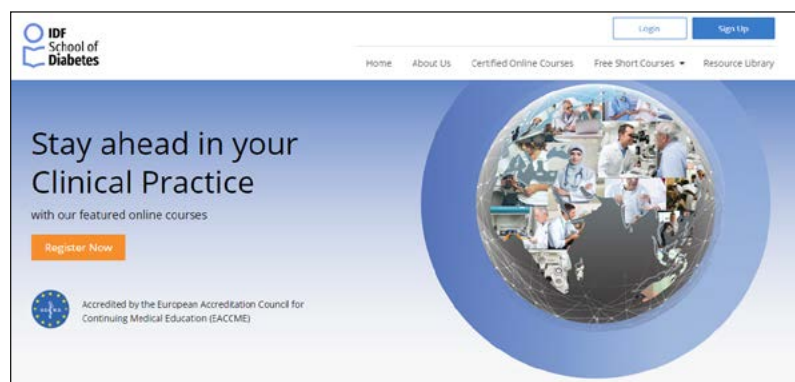 IDF
School of
Diabetes
Login
Sign Up
Home
About Us
Certified Online Courses
Free Short Courses
Resource Library
Stay ahead in your
Clinical Practice
with our featured online courses
Register Now
Accredited by the European Accreditation Council for
Continuing Medical Education (EACCME)